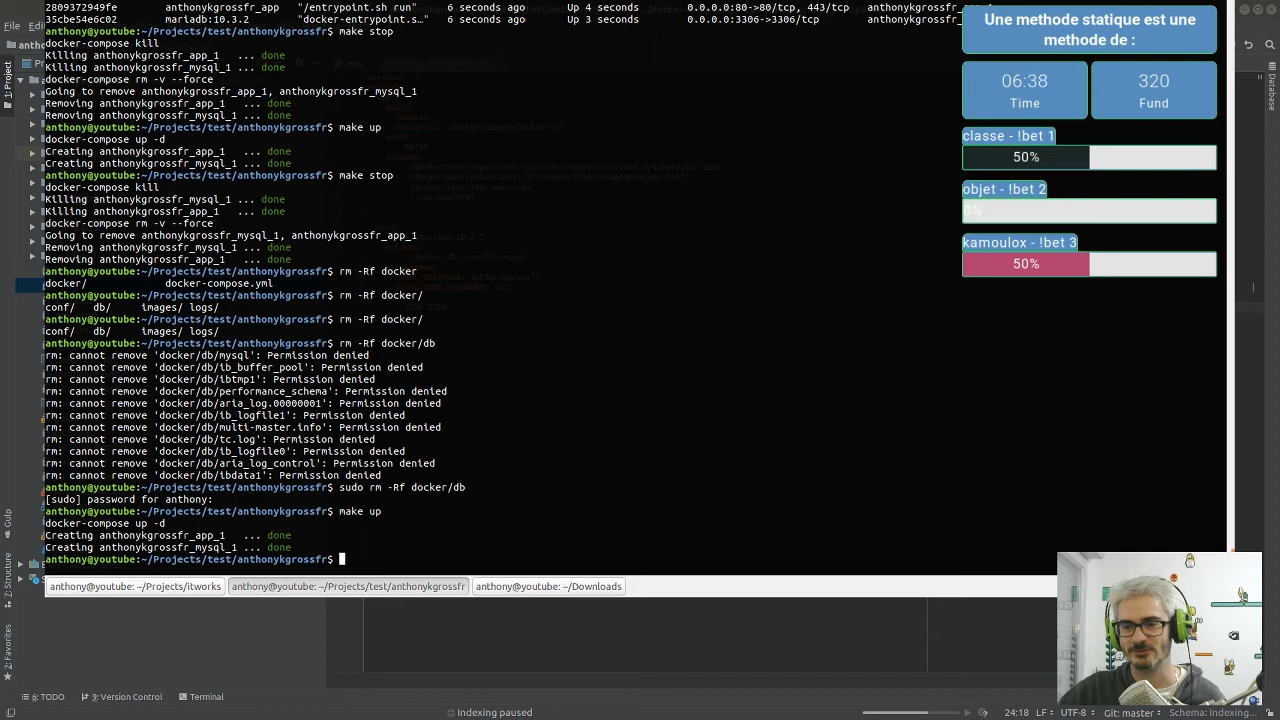 2809372949fe        anthonykgrossfr_app   "/entrypoint.sh run"     6 seconds ago       Up 4 seconds        0.0.0.0:80->80/tcp, 443/tcp         anthonykgrossfr_app_1
5bcbe5e46c02        mariadb:10.3.2        "docker-entrypoint.s…"   6 seconds ago       Up 3 seconds        0.0.0.0:3306->3306/tcp
anthony@youtube:~/Projects/test/anthonykgrossfr$ make stop
docker-compose kill
Killing anthonykgrossfr_app_1   ... done
Killing anthonykgrossfr_mysql_1 ... done
docker-compose rm -v --force
Going to remove anthonykgrossfr_app_1, anthonykgrossfr_mysql_1
Removing anthonykgrossfr_app_1   ... done
Removing anthonykgrossfr_mysql_1 ... done
anthony@youtube:~/Projects/test/anthonykgrossfr$ make up
docker-compose up -d
Creating anthonykgrossfr_app_1   ... done
Creating anthonykgrossfr_mysql_1 ... done
anthony@youtube:~/Projects/test/anthonykgrossfr$ make stop
docker-compose kill
Killing anthonykgrossfr_mysql_1 ... done
Killing anthonykgrossfr_app_1   ... done
docker-compose rm -v --force
Going to remove anthonykgrossfr_mysql_1, anthonykgrossfr_app_1
Removing anthonykgrossfr_mysql_1 ... done
Removing anthonykgrossfr_app_1   ... done
anthony@youtube:~/Projects/test/anthonykgrossfr$ rm -Rf docker
docker/             docker-compose.yml
anthony@youtube:~/Projects/test/anthonykgrossfr$ rm -Rf docker/
conf/   db/     images/ logs/
anthony@youtube:~/Projects/test/anthonykgrossfr$ rm -Rf docker/
conf/   db/     images/ logs/
anthony@youtube:~/Projects/test/anthonykgrossfr$ rm -Rf docker/db
rm: cannot remove 'docker/db/mysql': Permission denied
rm: cannot remove 'docker/db/ib_buffer_pool': Permission denied
rm: cannot remove 'docker/db/ibtmp1': Permission denied
rm: cannot remove 'docker/db/performance_schema': Permission denied
rm: cannot remove 'docker/db/aria_log.00000001': Permission denied
rm: cannot remove 'docker/db/ib_logfile1': Permission denied
rm: cannot remove 'docker/db/multi-master.info': Permission denied
rm: cannot remove 'docker/db/tc.log': Permission denied
rm: cannot remove 'docker/db/ib_logfile0': Permission denied
rm: cannot remove 'docker/db/aria_log_control': Permission denied
rm: cannot remove 'docker/db/ibdata1': Permission denied
anthony@youtube:~/Projects/test/anthonykgrossfr$ sudo rm -Rf docker/db
[sudo] password for anthony:
anthony@youtube:~/Projects/test/anthonykgrossfr$ make up
docker-compose up -d
Creating anthonykgrossfr_app_1   ... done
Creating anthonykgrossfr_mysql_1 ... done
anthony@youtube:~/Projects/test/anthonykgrossfr$
anthony@youtube: ~/Projects/itworks
anthony@youtube: ~/Projects/test/anthonykgrossfr
anthony@youtube: ~/Downloads
Une methode statique est une
methode de :
06:38
Time
320
Fund
classe - !bet 1
50%
objet - !bet 2
0%
kamoulox - !bet 3
50%
File
Edit
1: Project
Database
Gulp
Z: Structure
Favorites
6: TODO
9: Version Control
Terminal
Indexing paused
24:18
LF
UTF-8
Git: master
Schema: Indexing...